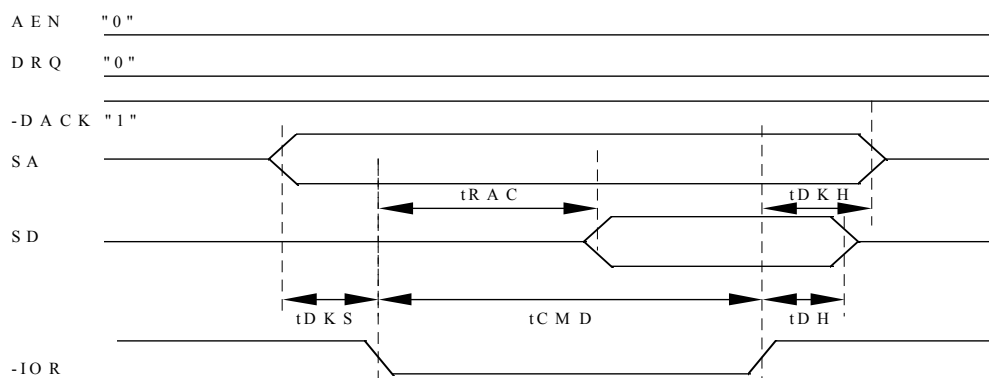 AEN "0"
DRQ "0"
-DACK "1"
SA
tRAC tDKH
SD
tDKS tCMD tDH
-IOR